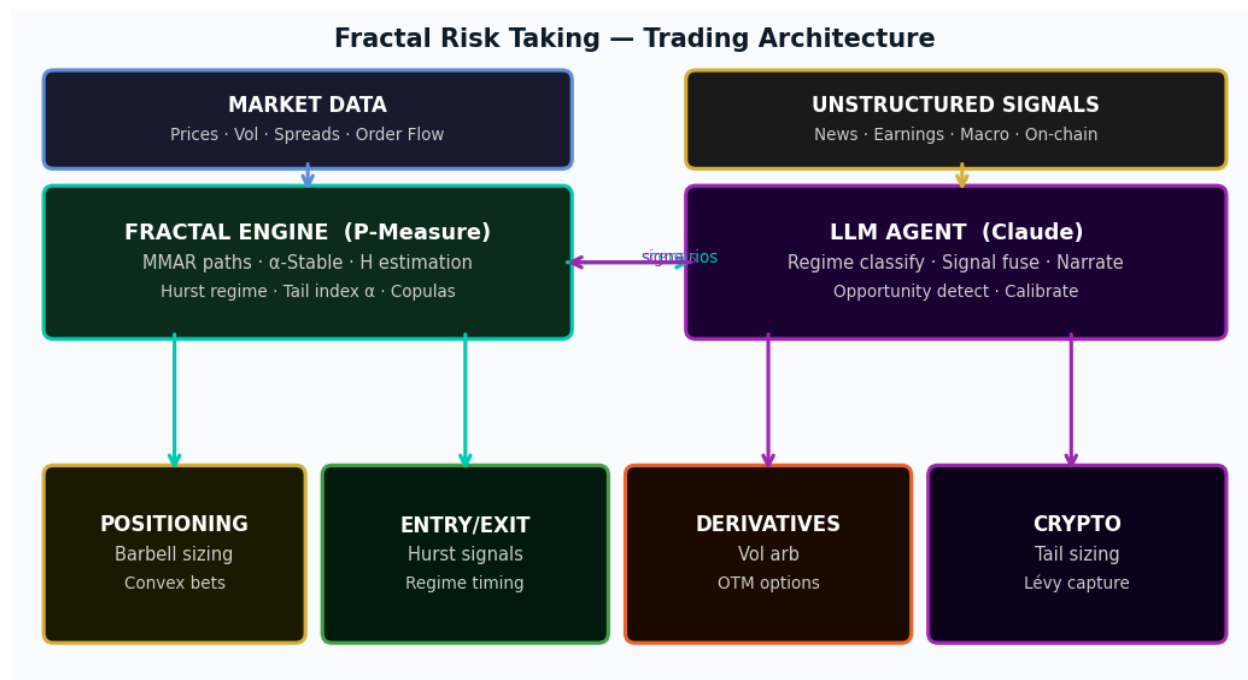 Fractal Risk Taking — Trading Architecture
MARKET DATA
Prices · Vol · Spreads · Order Flow
UNSTRUCTURED SIGNALS
News · Earnings · Macro · On-chain
FRACTAL ENGINE  (P-Measure)
MMAR paths · α-Stable · H estimation
Hurst regime · Tail index α · Copulas
LLM AGENT  (Claude)
Regime classify · Signal fuse · Narrate
Opportunity detect · Calibrate
POSITIONING
Barbell sizing
Convex bets
ENTRY/EXIT
Hurst signals
Regime timing
DERIVATIVES
Vol arb
OTM options
CRYPTO
Tail sizing
Lévy capture